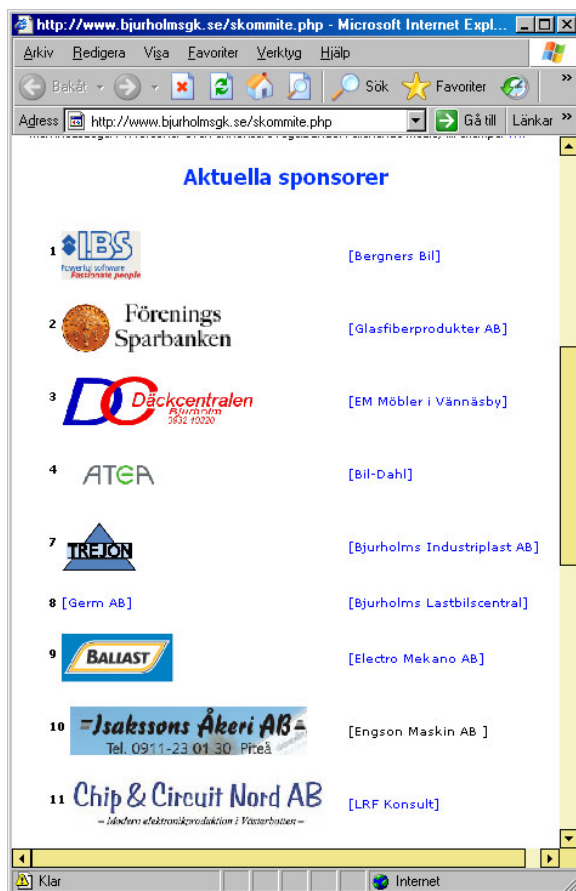 http://www.bjurholmsgk.se/skommite.php - Microsoft Internet Expl...
Arkiv Redigera Visa Favoriter Verktyg Hjälp
Bakåt Sök Favoriter »
Adress http://www.bjurholmsgk.se/skommite.php Gå till Länkar »
Aktuella sponsorer
1 IBS [Bergners Bil]
Powerful software
Passionate people
2 Förenings Sparbanken [Glasfiberprodukter AB]
3 DC Däckcentralen [EM Möbler i Vännäsby]
Bjurholm
0932 10320
4 ATEA [Bil-Dahl]
7 TREJON [Bjurholms Industriplast AB]
8 [Germ AB] [Bjurholms Lastbilscentral]
9 BALLAST [Electro Mekano AB]
10 Isakssons Åkeri AB [Engson Maskin AB ]
Tel. 0911-23 01 30 Piteå
11 Chip & Circuit Nord AB [LRF Konsult]
– Modern elektronikproduktion i Västerbotten –
Klar Internet